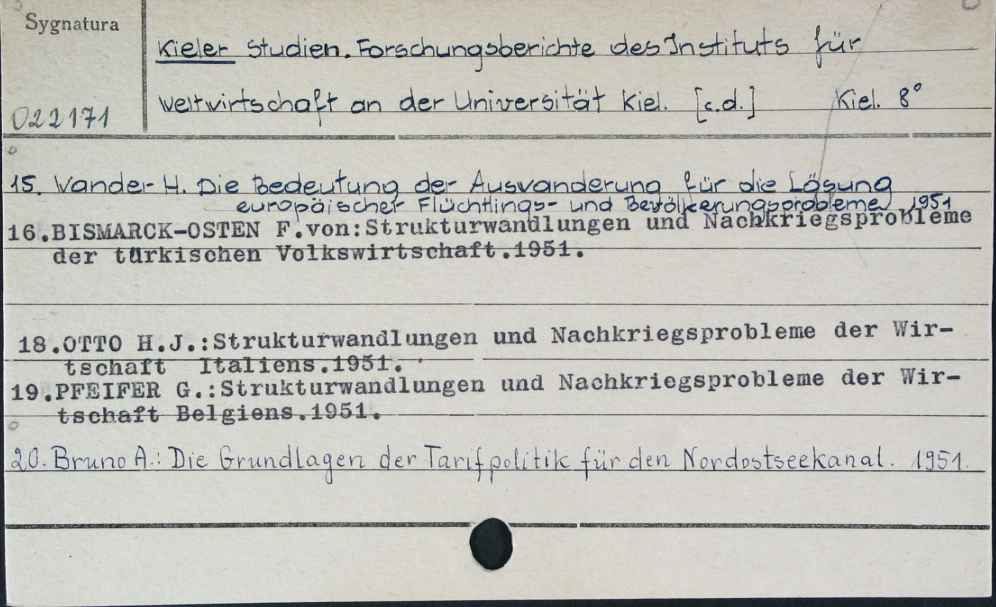 Sygnatura
Kieler Studien. Forschungsberichte des Instituts für
Weltwirtschaft an der Universität Kiel. [c.d.] Kiel. 8°
022171
15. Wander H. Die Bedeutung der Auswanderung für die Lösung
europäischer Flüchtlings- und Bevölkerungsprobleme 1951
16.BISMARCK-OSTEN F.von:Strukturwandlungen und Nachkriegsprobleme
der türkischen Volkswirtschaft.1951.
18.OTTO H.J.:Strukturwandlungen und Nachkriegsprobleme der Wir-
tschaft Italiens.1951.
19.PFEIFER G.:Strukturwandlungen und Nachkriegsprobleme der Wir-
tschaft Belgiens.1951.
20. Bruno A.: Die Grundlagen der Tarifpolitik für den Nordostseekanal. 1951.